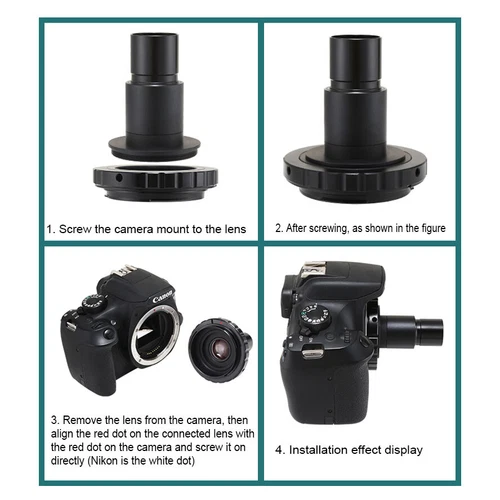 1. Screw the camera mount to the lens
2. After screwing, as shown in the figure
Canon
3. Remove the lens from the camera, then
align the red dot on the connected lens with
the red dot on the camera and screw it on
directly (Nikon is the white dot)
4. Installation effect display